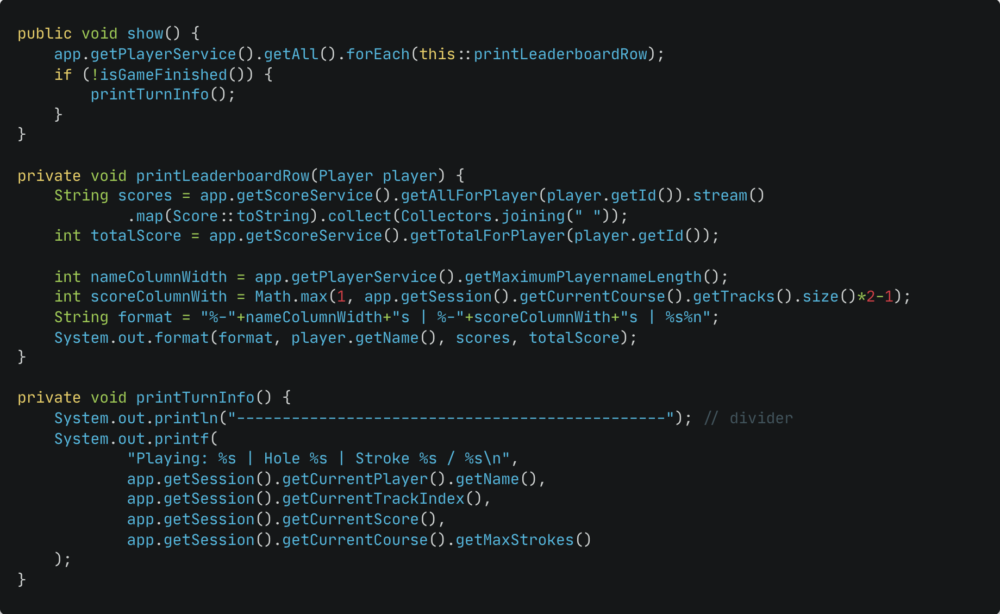 public void show() {
    app.getPlayerService().getAll().forEach(this::printLeaderboardRow);
    if (!isGameFinished()) {
        printTurnInfo();
    }
}

private void printLeaderboardRow(Player player) {
    String scores = app.getScoreService().getAllForPlayer(player.getId()).stream()
            .map(Score::toString).collect(Collectors.joining(" "));
    int totalScore = app.getScoreService().getTotalForPlayer(player.getId());

    int nameColumnWidth = app.getPlayerService().getMaximumPlayernameLength();
    int scoreColumnWith = Math.max(1, app.getSession().getCurrentCourse().getTracks().size()*2-1);
    String format = "%-"+nameColumnWidth+"s | %-"+scoreColumnWith+"s | %s%n";
    System.out.format(format, player.getName(), scores, totalScore);
}

private void printTurnInfo() {
    System.out.println("-----------------------------------------------"); // divider
    System.out.printf(
            "Playing: %s | Hole %s | Stroke %s / %s\n",
            app.getSession().getCurrentPlayer().getName(),
            app.getSession().getCurrentTrackIndex(),
            app.getSession().getCurrentScore(),
            app.getSession().getCurrentCourse().getMaxStrokes()
    );
}